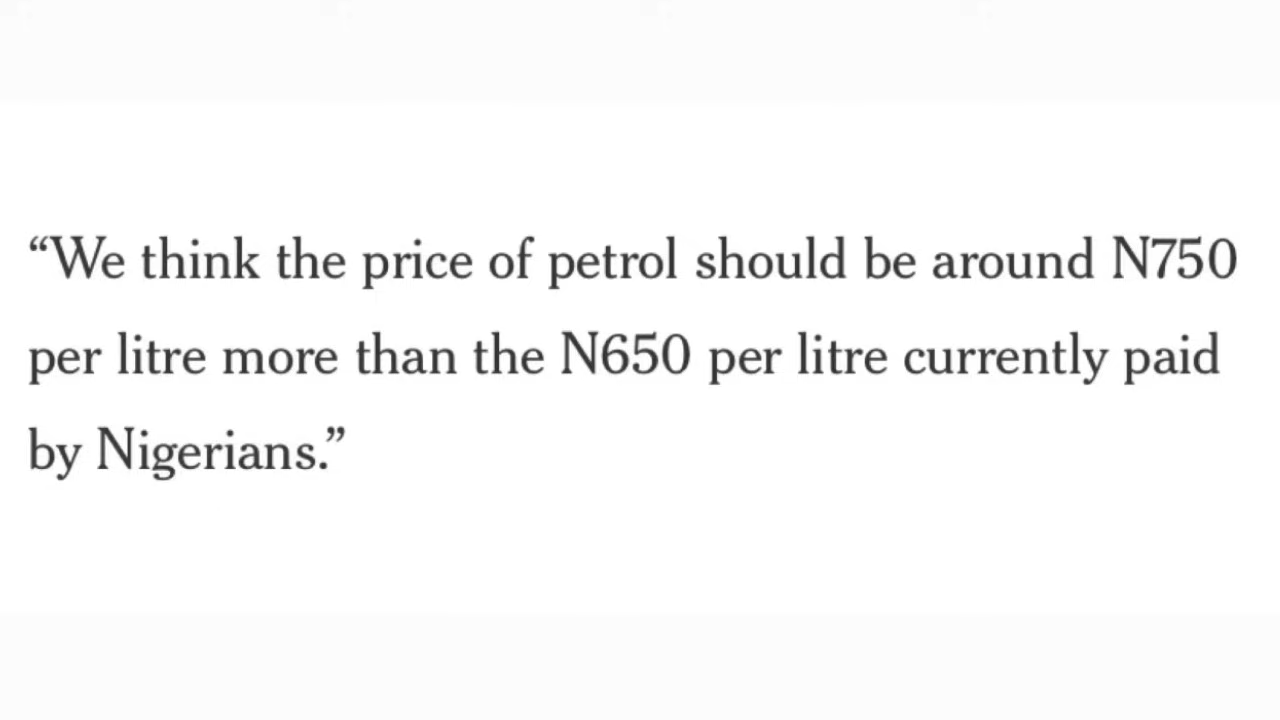 “We think the price of petrol should be around N750
per litre more than the N650 per litre currently paid
by Nigerians.”